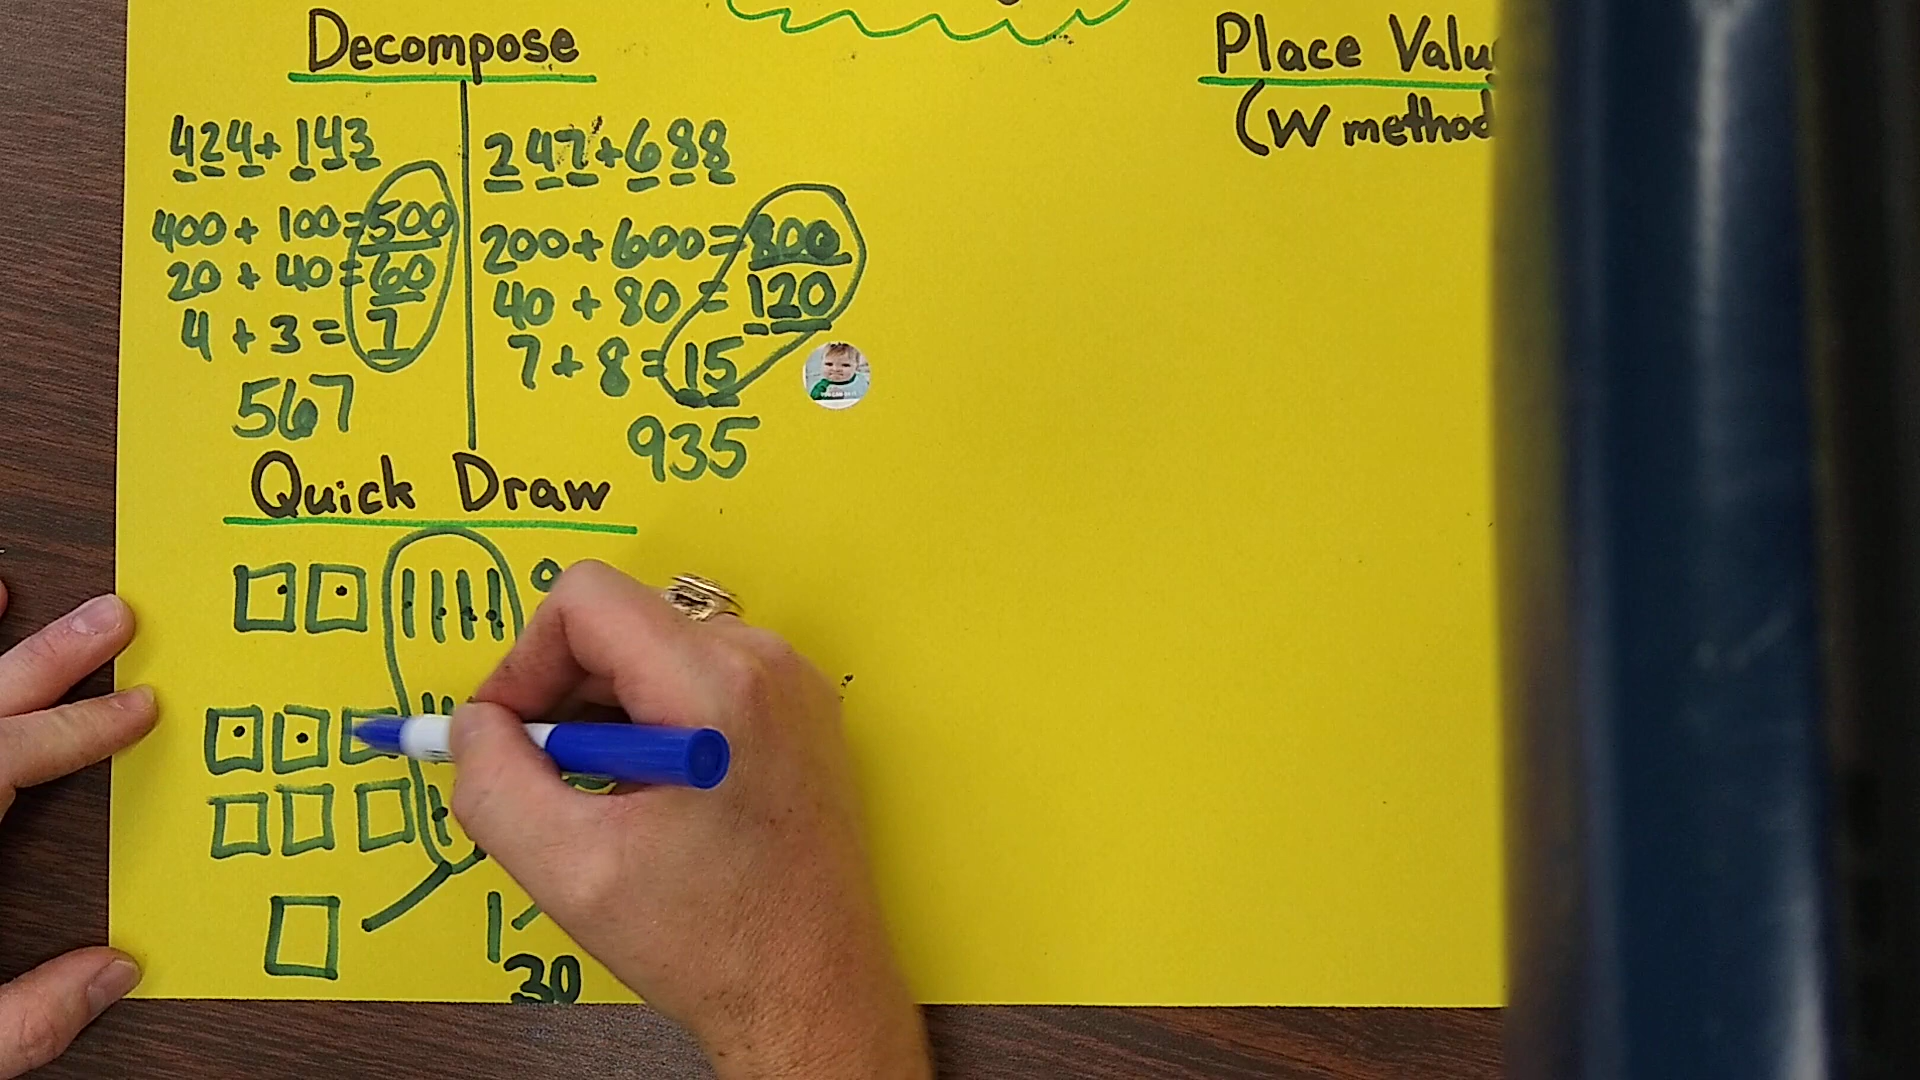 Decompose
424+ 143
400 + 100=500
20 + 40=60
4 + 3 = 7
567
247+688
200+600=800
40 + 80 = 120
7+8=15
935
Quick Draw
30
Place
(W method